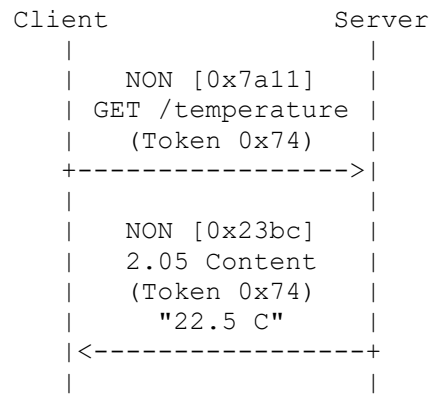 Client Server
NON [0x7a11]
GET /temperature
(Token 0x74)
NON [0x23bc]
2.05 Content
(Token 0x74)
"22.5 C"